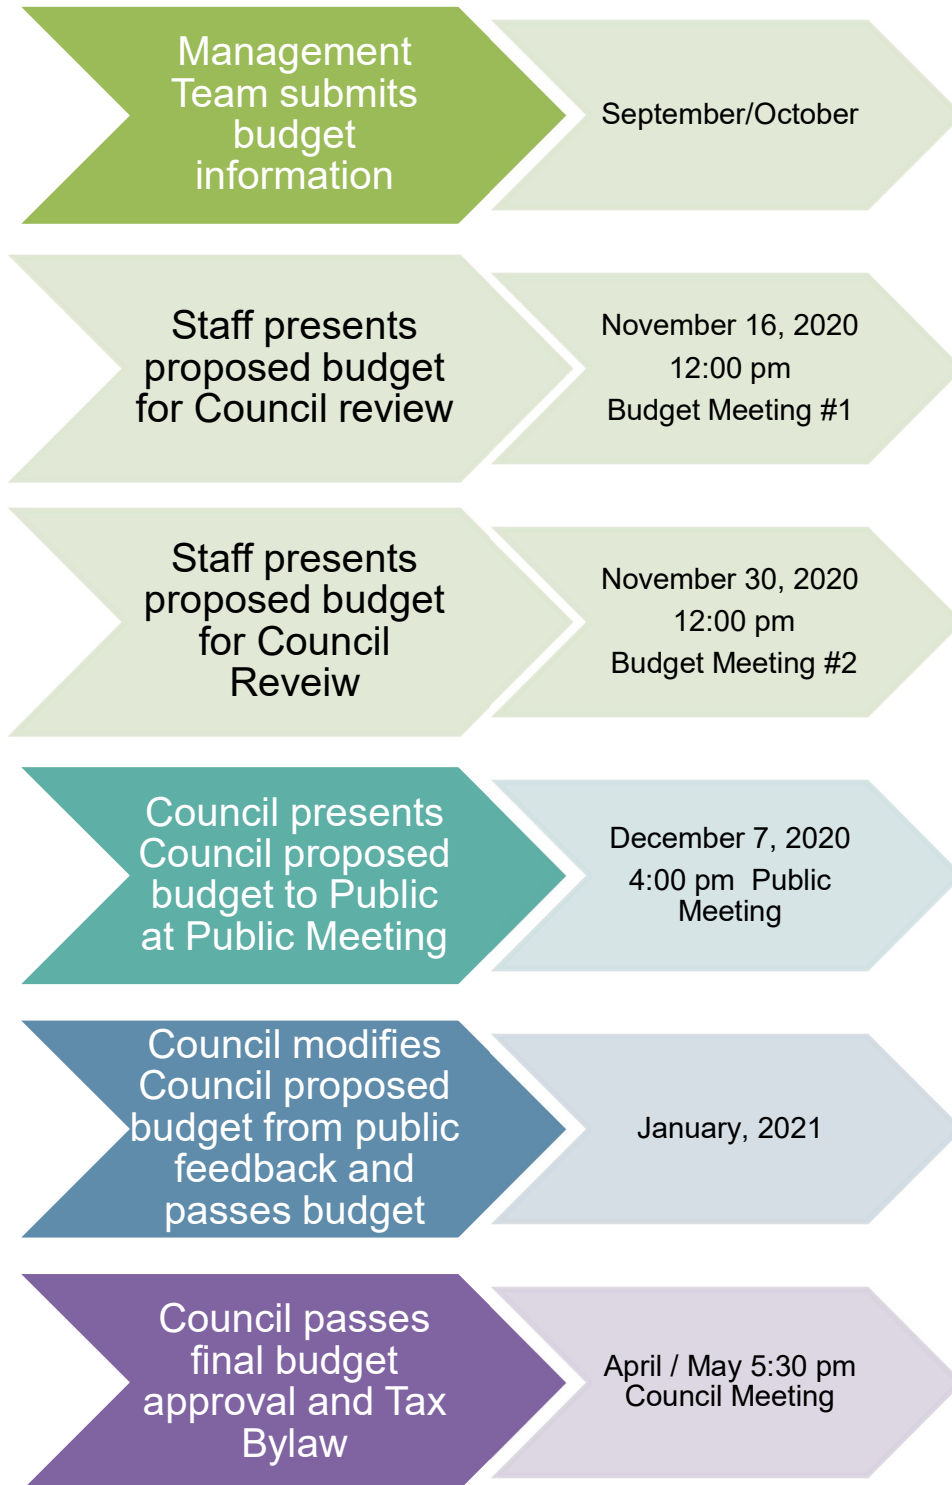 Management
Team submits
budget
information
September/October
Staff presents
proposed budget
for Council review
November 16, 2020
12:00 pm
Budget Meeting #1
Staff presents
proposed budget
for Council
Reveiw
November 30, 2020
12:00 pm
Budget Meeting #2
Council presents
Council proposed
budget to Public
at Public Meeting
December 7, 2020
4:00 pm  Public
Meeting
Council modifies
Council proposed
budget from public
feedback and
passes budget
January, 2021
Council passes
final budget
approval and Tax
Bylaw
April / May 5:30 pm
Council Meeting